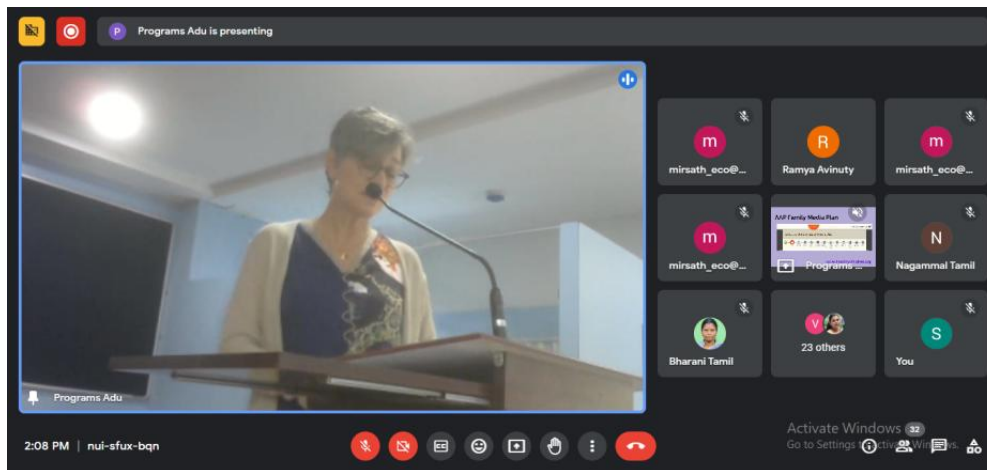 P Programs Adu is presenting
Programs Adu
m
mirsath_eco@...
R
Ramya Avinuty
m
mirsath_eco@...
m
mirsath_eco@...
AAP Family Media Plan
Programs ...
N
Nagammal Tamil
Bharani Tamil
V
23 others
S
You
2:08 PM | nui-sfux-bqn
CC
Activate Windows
32
Go to Settings to activate Windows.